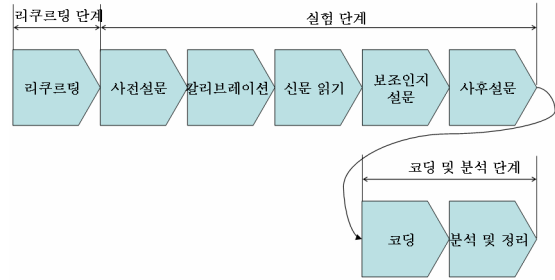 리쿠르팅 단계
실험 단계
리쿠르팅
사전설문
칼리브레이션
신문 읽기
보조인지
설문
사후설문
코딩 및 분석 단계
코딩
분석 및 정리